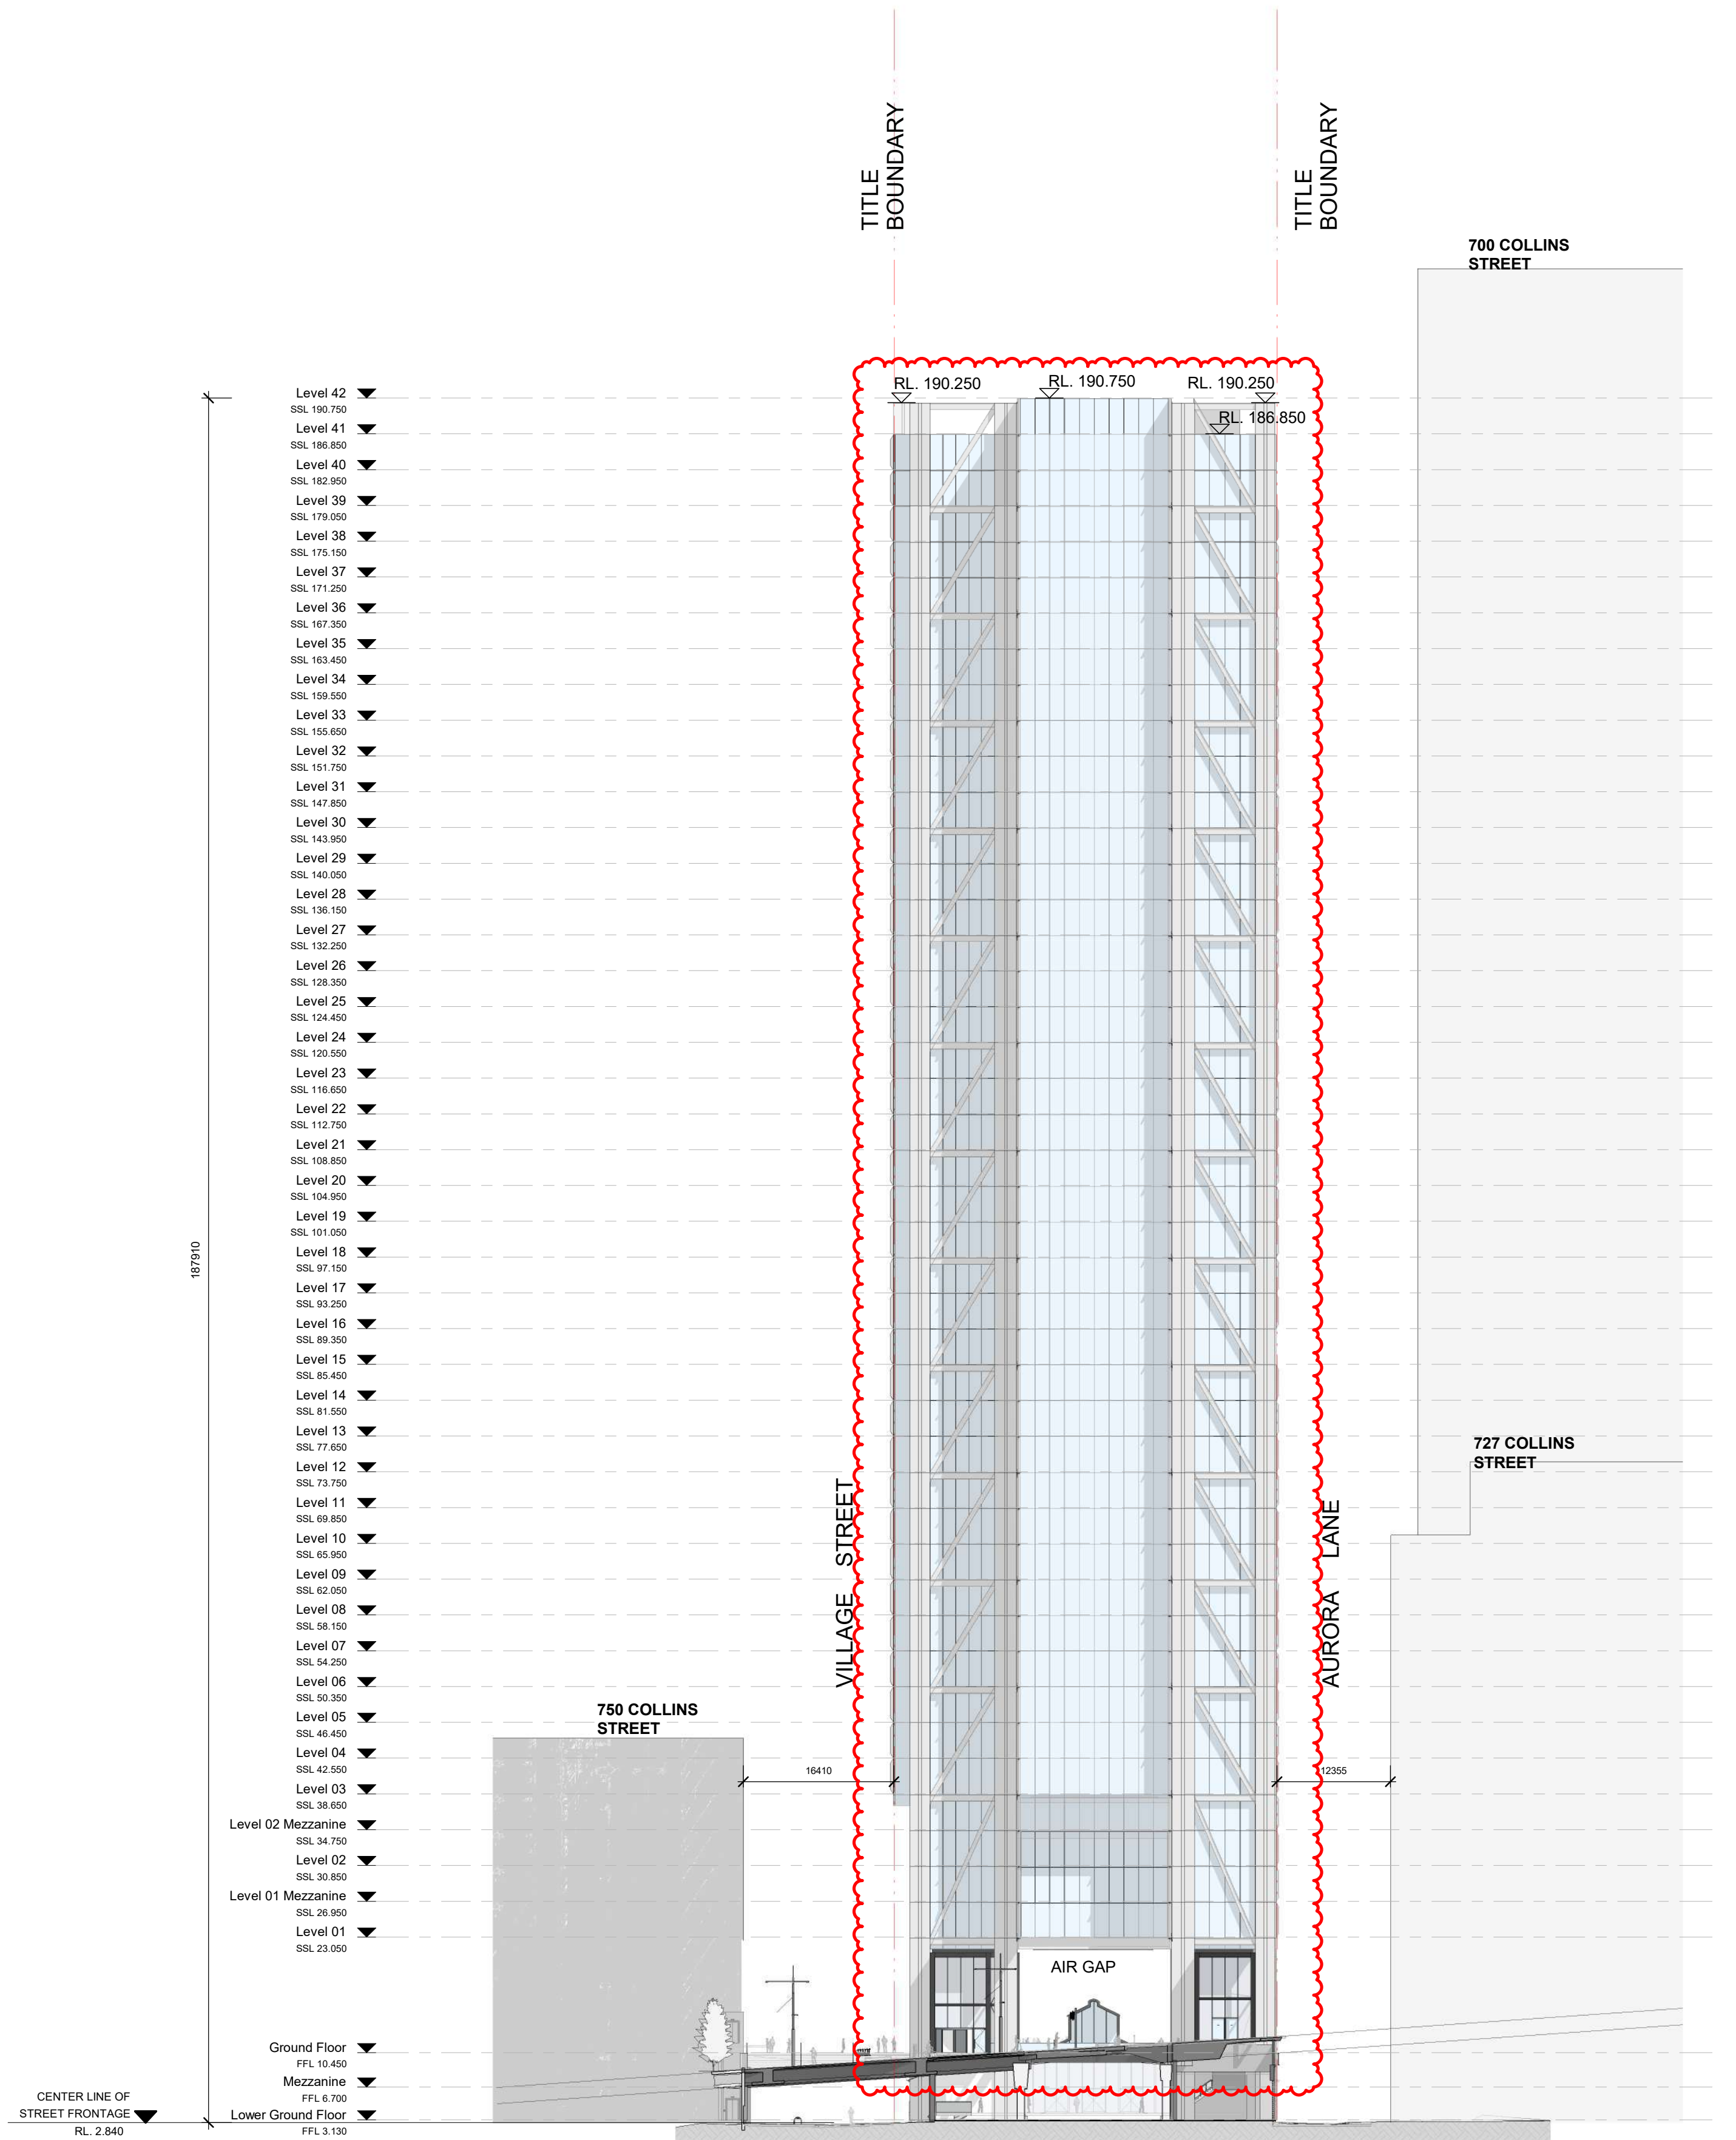 TITLE
BOUNDARY
TITLE
BOUNDARY
700 COLLINS
STREET
RL. 190.250
RL. 190.750
RL. 190.250
RL. 186.850
Level 42
SSL 190.750
Level 41
SSL 186.850
Level 40
SSL 182.950
Level 39
SSL 179.050
Level 38
SSL 175.150
Level 37
SSL 171.250
Level 36
SSL 167.350
Level 35
SSL 163.450
Level 34
SSL 159.550
Level 33
SSL 155.650
Level 32
SSL 151.750
Level 31
SSL 147.850
Level 30
SSL 143.950
Level 29
SSL 140.050
Level 28
SSL 136.150
Level 27
SSL 132.250
Level 26
SSL 128.350
Level 25
SSL 124.450
Level 24
SSL 120.550
Level 23
SSL 116.650
Level 22
SSL 112.750
Level 21
SSL 108.850
Level 20
SSL 104.950
Level 19
SSL 101.050
187910
Level 18
SSL 97.150
Level 17
SSL 93.250
Level 16
SSL 89.350
Level 15
SSL 85.450
Level 14
SSL 81.550
Level 13
SSL 77.650
727 COLLINS
STREET
Level 12
SSL 73.750
Level 11
SSL 69.850
Level 10
SSL 65.950
Level 09
SSL 62.050
Level 08
SSL 58.150
Level 07
SSL 54.250
VILLAGE STREET
AURORA LANE
Level 06
SSL 50.350
Level 05
SSL 46.450
750 COLLINS
STREET
Level 04
SSL 42.550
16410
12355
Level 03
SSL 38.650
Level 02 Mezzanine
SSL 34.750
Level 02
SSL 30.850
Level 01 Mezzanine
SSL 26.950
Level 01
SSL 23.050
AIR GAP
Ground Floor
FFL 10.450
Mezzanine
FFL 6.700
Lower Ground Floor
FFL 3.130
CENTER LINE OF
STREET FRONTAGE
RL. 2.840